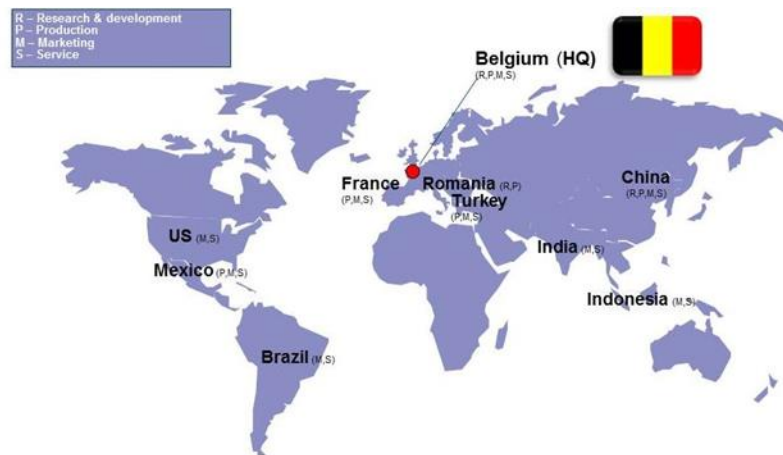 R – Research & development
P – Production
M – Marketing
S – Service
Belgium (HQ)
(R,P,M,S)
France
(P,M,S)
Romania (R,P)
Turkey
(P,M,S)
China
(R,P,M,S)
US (M,S)
Mexico (P,M,S)
India (M,S)
Indonesia (M,S)
Brazil (M,S)